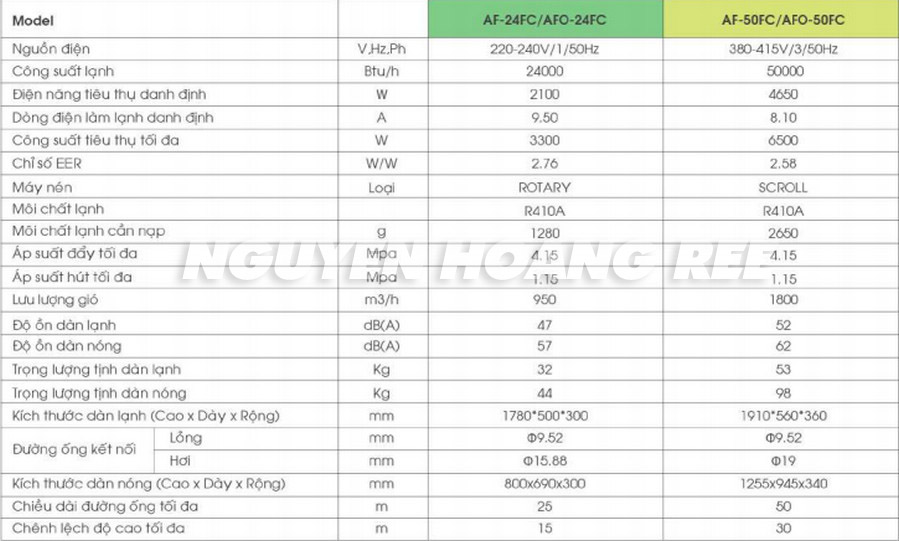 Model AF-24FC/AFO-24FC AF-50FC/AFO-50FC
Nguồn điện V,Hz,Ph 220-240V/1/50Hz 380-415V/3/50Hz
Công suất lạnh Btu/h 24000 50000
Điện năng tiêu thụ danh định W 2100 4650
Dòng điện làm lạnh danh định A 9.50 8.10
Công suất tiêu thụ tối đa W 3300 6500
Chỉ số EER W/W 2.76 2.58
Máy nén Loại ROTARY SCROLL
Môi chất lạnh R410A R410A
Môi chất lạnh cần nạp g 1280 2650
Áp suất đẩy tối đa Mpa 4.15 4.15
NGUYEN HOANG REE
Áp suất hút tối đa Mpa 1.15 1.15
Lưu lượng gió m3/h 950 1800
Độ ồn dàn lạnh dB(A) 47 52
Độ ồn dàn nóng dB(A) 57 62
Trọng lượng tịnh dàn lạnh Kg 32 53
Trọng lượng tịnh dàn nóng Kg 44 98
Kích thước dàn lạnh (Cao x Dày x Rộng) mm 1780*500*300 1910*560*360
Đường ống kết nối Lỏng mm Φ9.52 Φ9.52
Hơi mm Φ15.88 Φ19
Kích thước dàn nóng (Cao x Dày x Rộng) mm 800x690x300 1255x945x340
Chiều dài đường ống tối đa m 25 50
Chênh lệch độ cao tối đa m 15 30